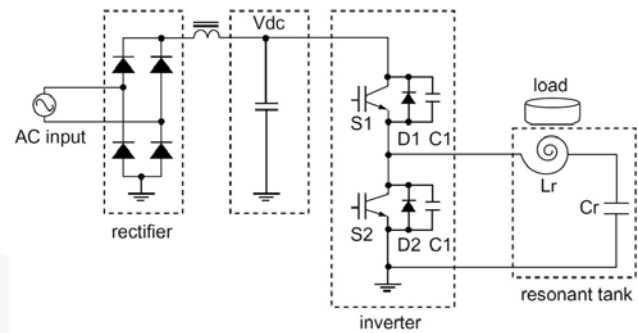 Vdc
AC input
rectifier
S1
D1
C1
S2
D2
C1
inverter
load
Lr
Cr
resonant tank